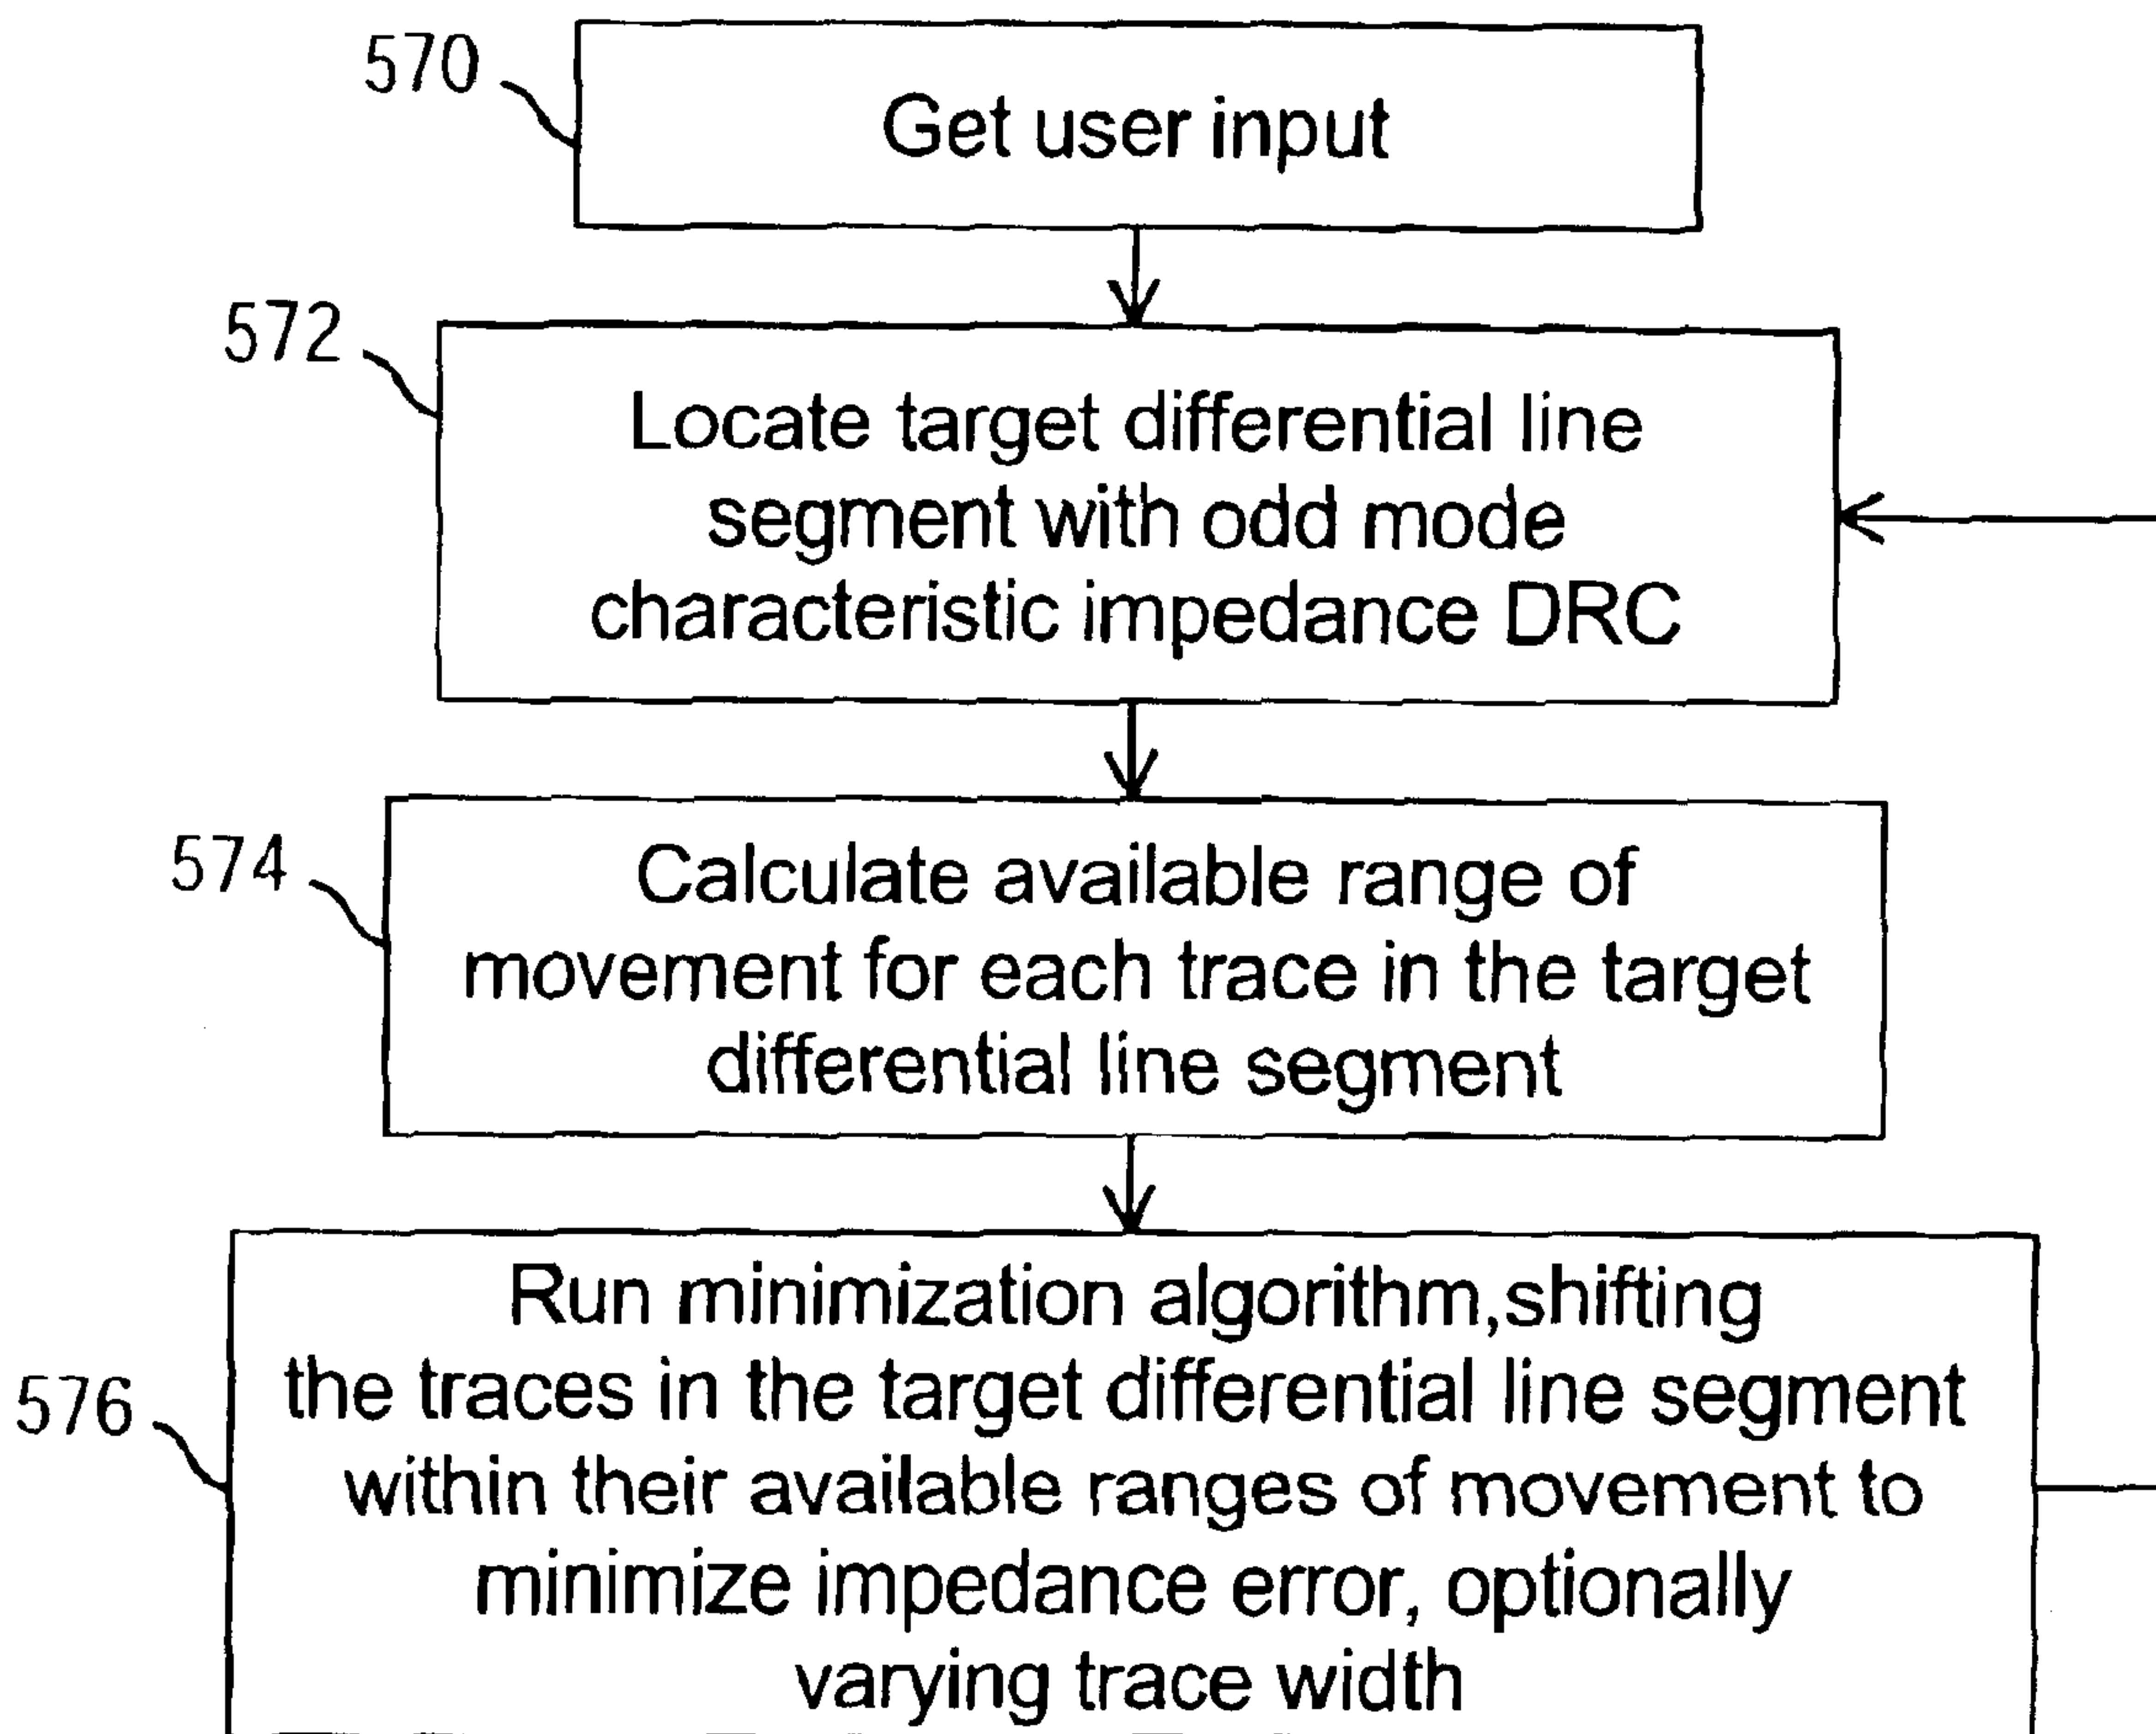 570
Get user input
572
Locate target differential line
segment with odd mode
characteristic impedance DRC
574
Calculate available range of
movement for each trace in the target
differential line segment
576
Run minimization algorithm,shifting
the traces in the target differential line segment
within their available ranges of movement to
minimize impedance error, optionally
varying trace width